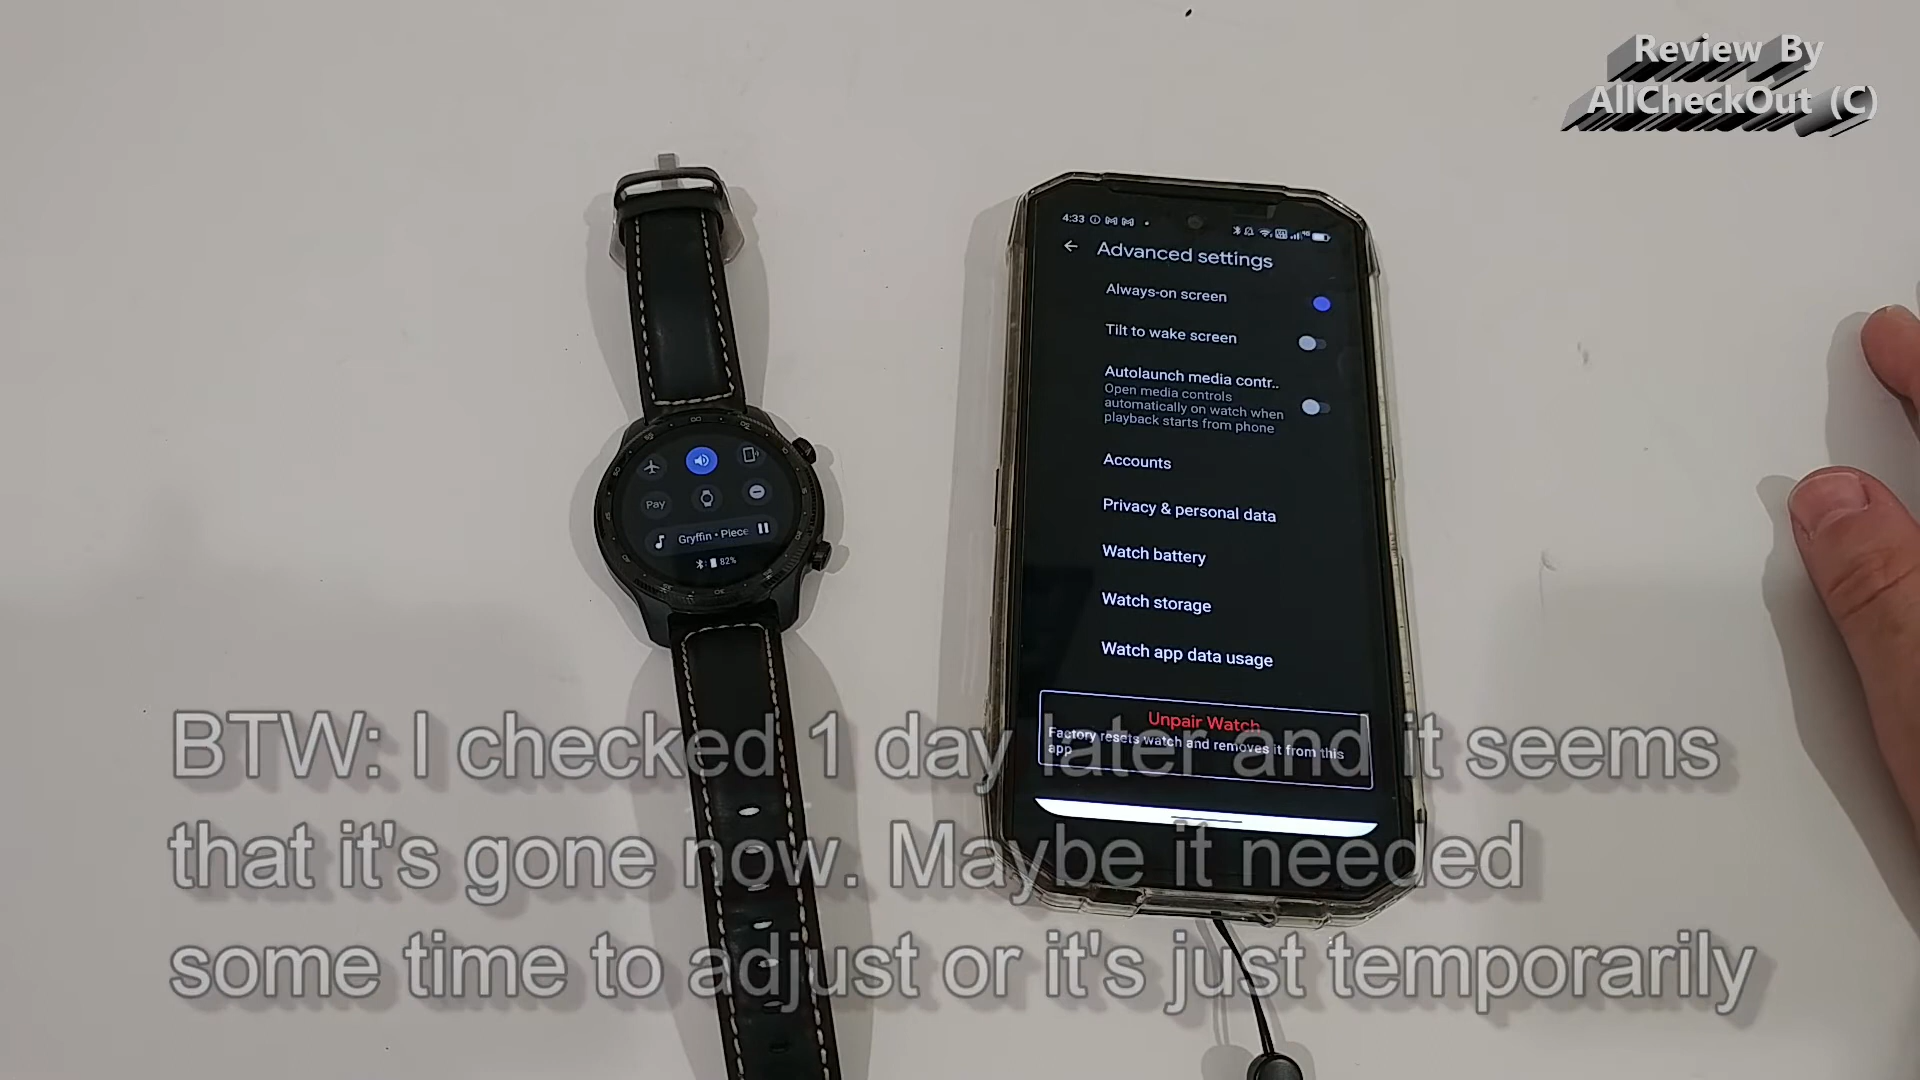 Review By
AllCheckOut (C)
4:33
Advanced settings
Always-on screen
Tilt to wake screen
Autolaunch media contr..
Open media controls
automatically on watch when
playback starts from phone
Accounts
Privacy & personal data
Watch battery
Watch storage
Watch app data usage
Unpair Watch
Factory resets watch and removes it from this
app
Pay
Gryffin • Piece
82%
BTW: I checked 1 day later and it seems
that it's gone now. Maybe it needed
some time to adjust or it's just temporarily